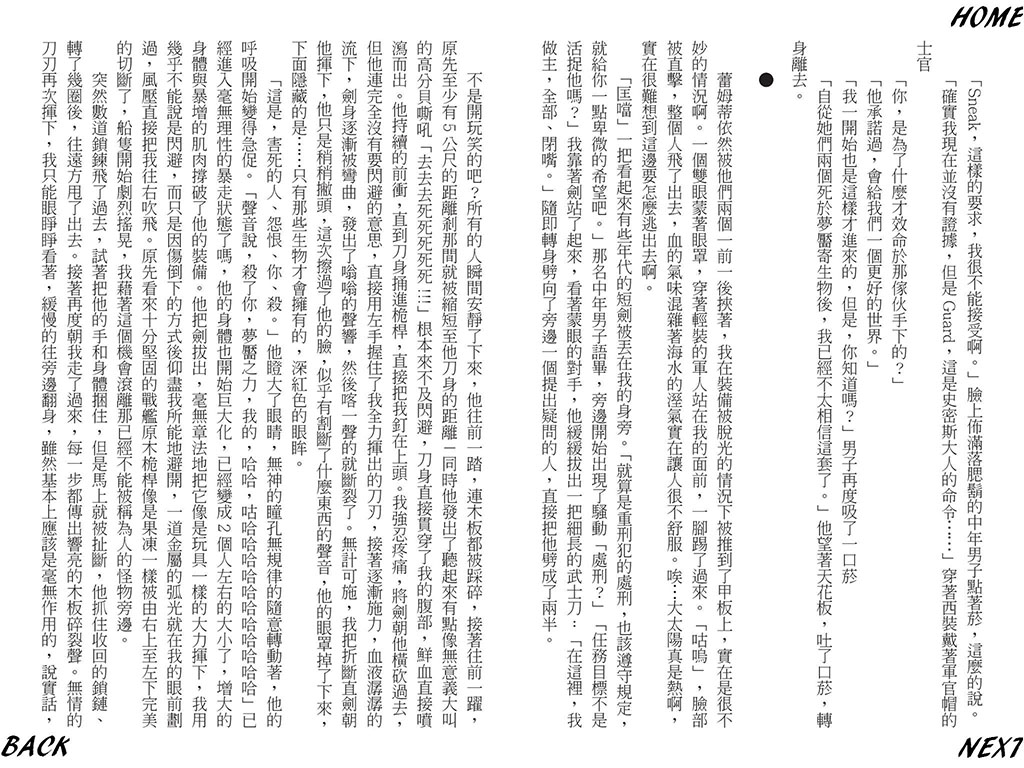 HOME
「Sneak，這樣的要求，我很不能接受啊。」臉上佈滿落腮鬍的中年男子點著菸，這麼的說。
「確實我現在並沒有證據，但是 Guard，這是史密斯大人的命令……」穿著西裝戴著軍官帽的
士官
「你，是為了什麼才效命於那傢伙手下的？」
「他承諾過，會給我們一個更好的世界。」
「我一開始也是這樣才進來的，但是，你知道嗎？」男子再度吸了一口菸
「自從她們兩個死於夢饜寄生物後，我已經不太相信這套了。」他望著天花板，吐了口菸，轉
身離去。
●
蕾姆蒂依然被他們兩個一前一後挾著，我在裝備被脫光的情況下被推到了甲板上，實在是很不
妙的情況啊。一個雙眼蒙著眼罩，穿著輕裝的軍人站在我的面前，一腳踢了過來。「咕嗚」，臉部
被直擊，整個人飛了出去，血的氣味混雜著海水的溼氣實在讓人很不舒服。唉…大太陽真是熱啊，
實在很難想到這邊要怎麼逃出去啊。
「匡噹」一把看起來有些年代的短劍被丟在我的身旁。「就算是重刑犯的處刑，也該遵守規定，
就給你一點卑微的希望吧。」那名中年男子語畢，旁邊開始出現了騷動「處刑？」「任務目標不是
活捉他嗎？」我靠著劍站了起來，看著蒙眼的對手，他緩緩拔出一把細長的武士刀…「在這裡，我
做主，全部、閉嘴。」隨即轉身劈向了旁邊一個提出疑問的人，直接把他劈成了兩半。
不是開玩笑的吧？所有的人瞬間安靜了下來，他往前一踏，連木板都被踩碎，接著往前一躍，
原先至少有 5 公尺的距離剎那間就被縮短至他刀身的距離—同時他發出了聽起來有點像無意義大叫
的高分貝嘶吼「去去去死死死死死 !!!」根本來不及閃避，刀身直接貫穿了我的腹部，鮮血直接噴
瀉而出。他持續的前衝，直到刀身捅進桅桿，直接把我釘在上頭。我強忍疼痛，將劍朝他橫砍過去，
但他連完全沒有要閃避的意思，直接用左手握住了我全力揮出的刀刃，接著逐漸施力，血液潺潺的
流下，劍身逐漸被彎曲，發出了嗡嗡的聲響，然後喀一聲的就斷裂了。無計可施，我把折斷直劍朝
他揮下，他只是稍稍撇頭，這次擦過了他的臉，似乎有割斷了什麼東西的聲音，他的眼罩掉了下來，
下面隱藏的是……只有那些生物才會擁有的，深紅色的眼眸。
「這是，害死的人、怨恨、你、殺。」他瞪大了眼睛，無神的瞳孔無規律的隨意轉動著，他的
呼吸開始變得急促。「聲音說，殺了你，夢饜之力，我的，哈哈，咕哈哈哈哈哈哈哈哈哈哈」已
經進入毫無理性的暴走狀態了嗎，他的身體也開始巨大化，已經變成 2 個人左右的大小了，增大的
身體與暴增的肌肉撐破了他的裝備。他把劍拔出，毫無章法地把它像是玩具一樣的大力揮下，我用
幾乎不能說是閃避，而只是因傷倒下的方式後仰盡我所能地避開，一道金屬的弧光就在我的眼前劃
過，風壓直接把我往右吹飛。原先看來十分堅固的戰艦原木桅桿像是果凍一樣被由右上至左下完美
的切斷了，船隻開始劇烈搖晃，我藉著這個機會滾離那已經不能被稱為人的怪物旁邊。
突然數道鎖鍊飛了過去，試著把他的手和身體捆住，但是馬上就被扯斷，他抓住收回的鎖鏈、
轉了幾圈後，往遠方甩了出去。接著再度朝我走了過來，每一步都傳出響亮的木板碎裂聲。無情的
刀刃再次揮下，我只能眼睜睜看著，緩慢的往旁邊翻身，雖然基本上應該是毫無作用的，說實話，
BACK
NEXT